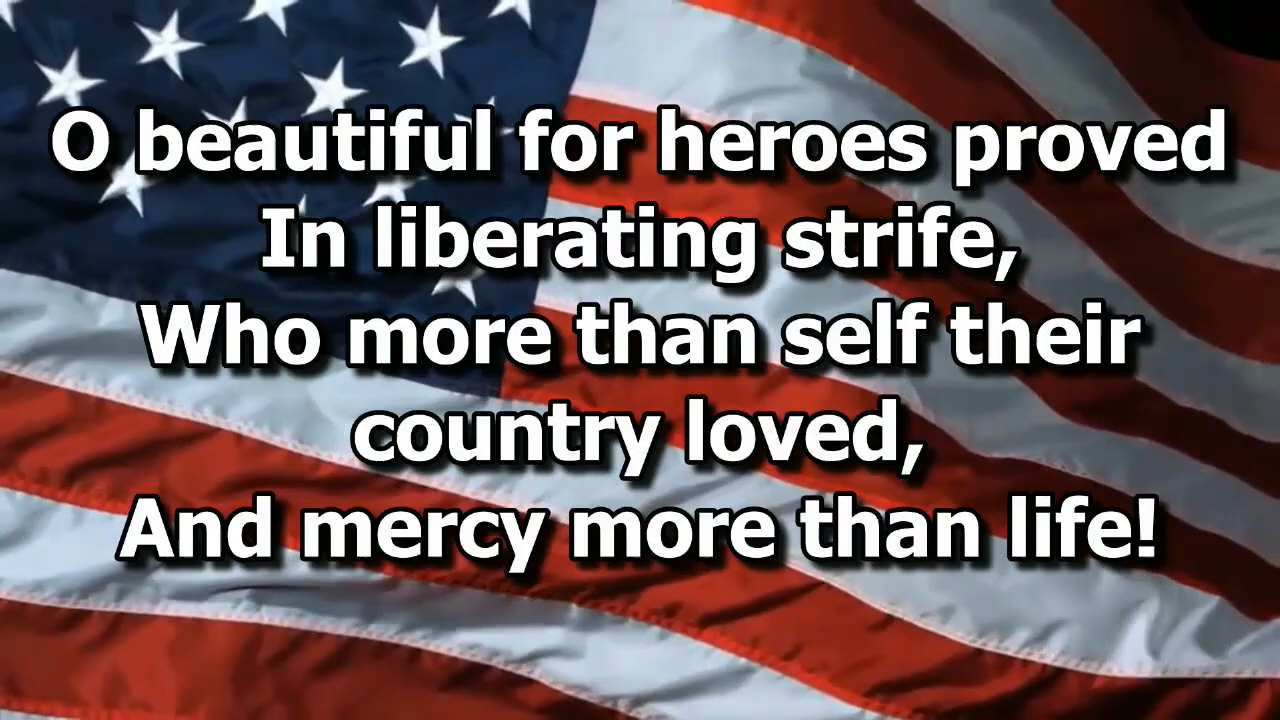 O beautiful for heroes proved
In liberating strife,
Who more than self their
country loved,
And mercy more than life!